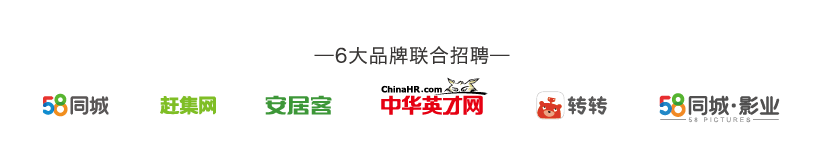 —6大品牌联合招聘—
58同城
赶集网
安居客
ChinaHR.com
中华英才网
转转
58同城·影业
58 PICTURES